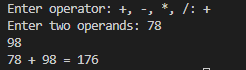 Enter operator: +, -, *, /: +
Enter two operands: 78
98
78 + 98 = 176